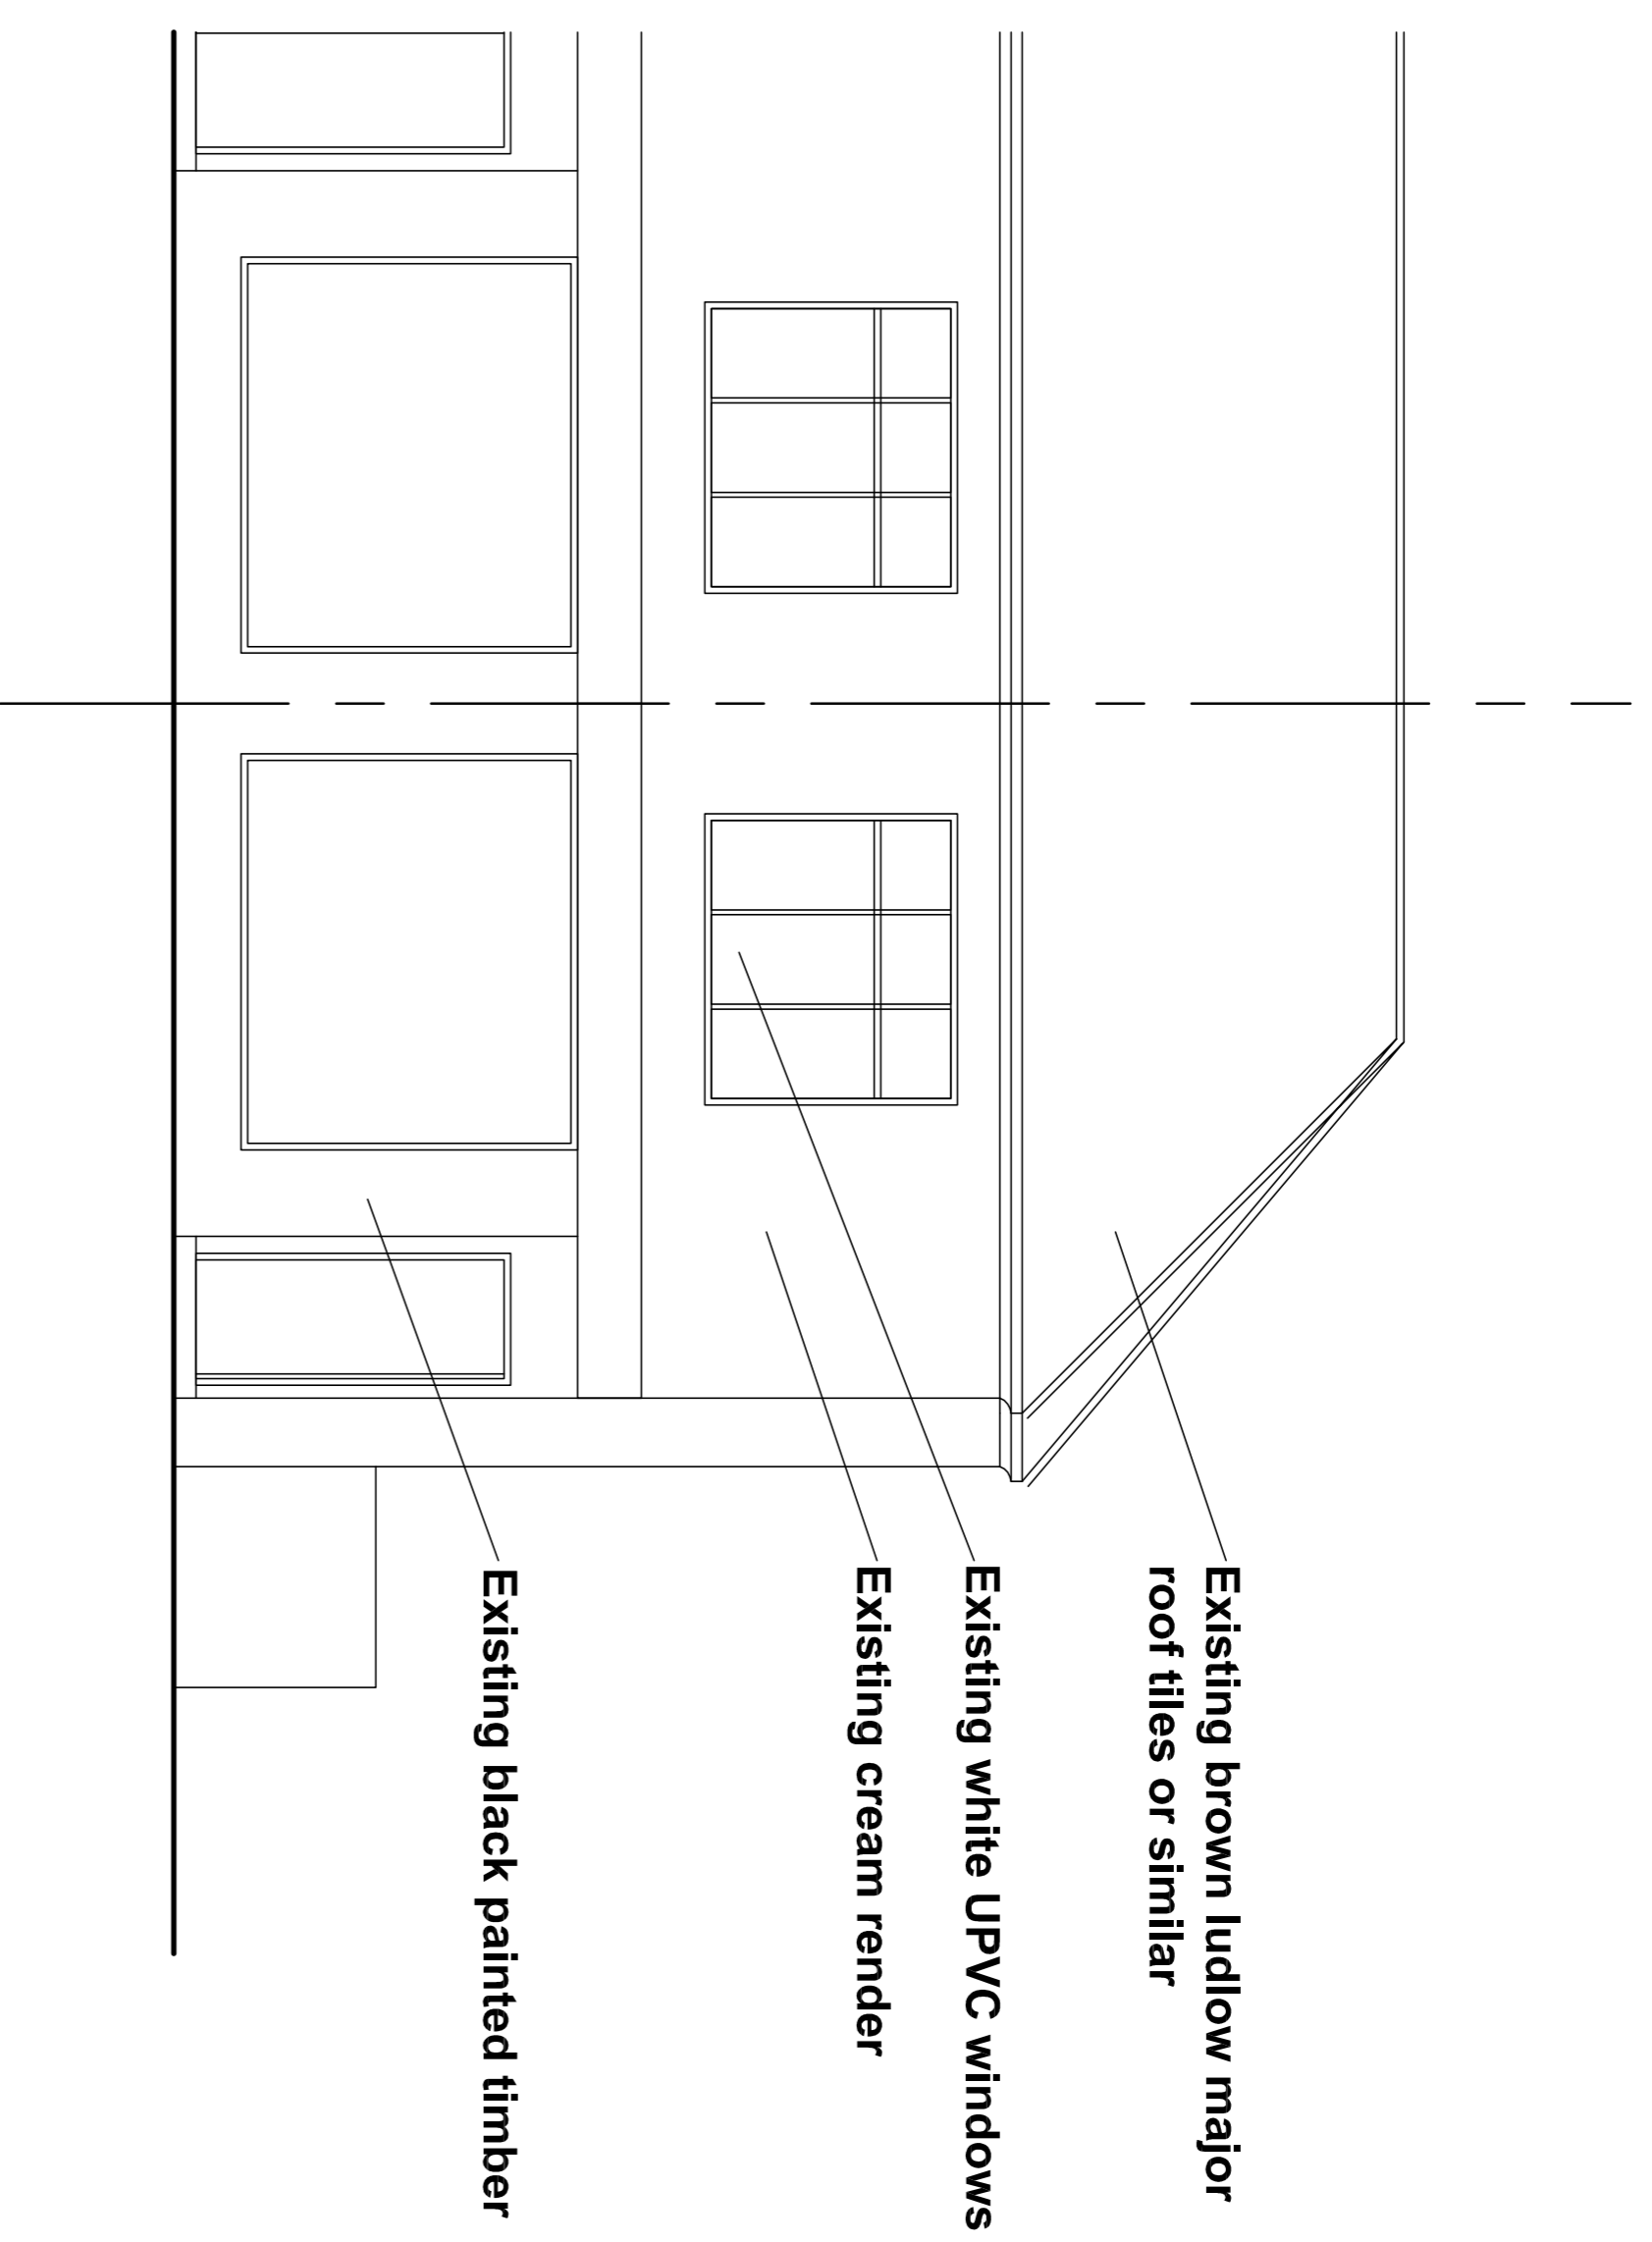 Existing brown ludlow major
roof tiles or similar
Existing white UPVC windows
Existing cream render
Existing black painted timber